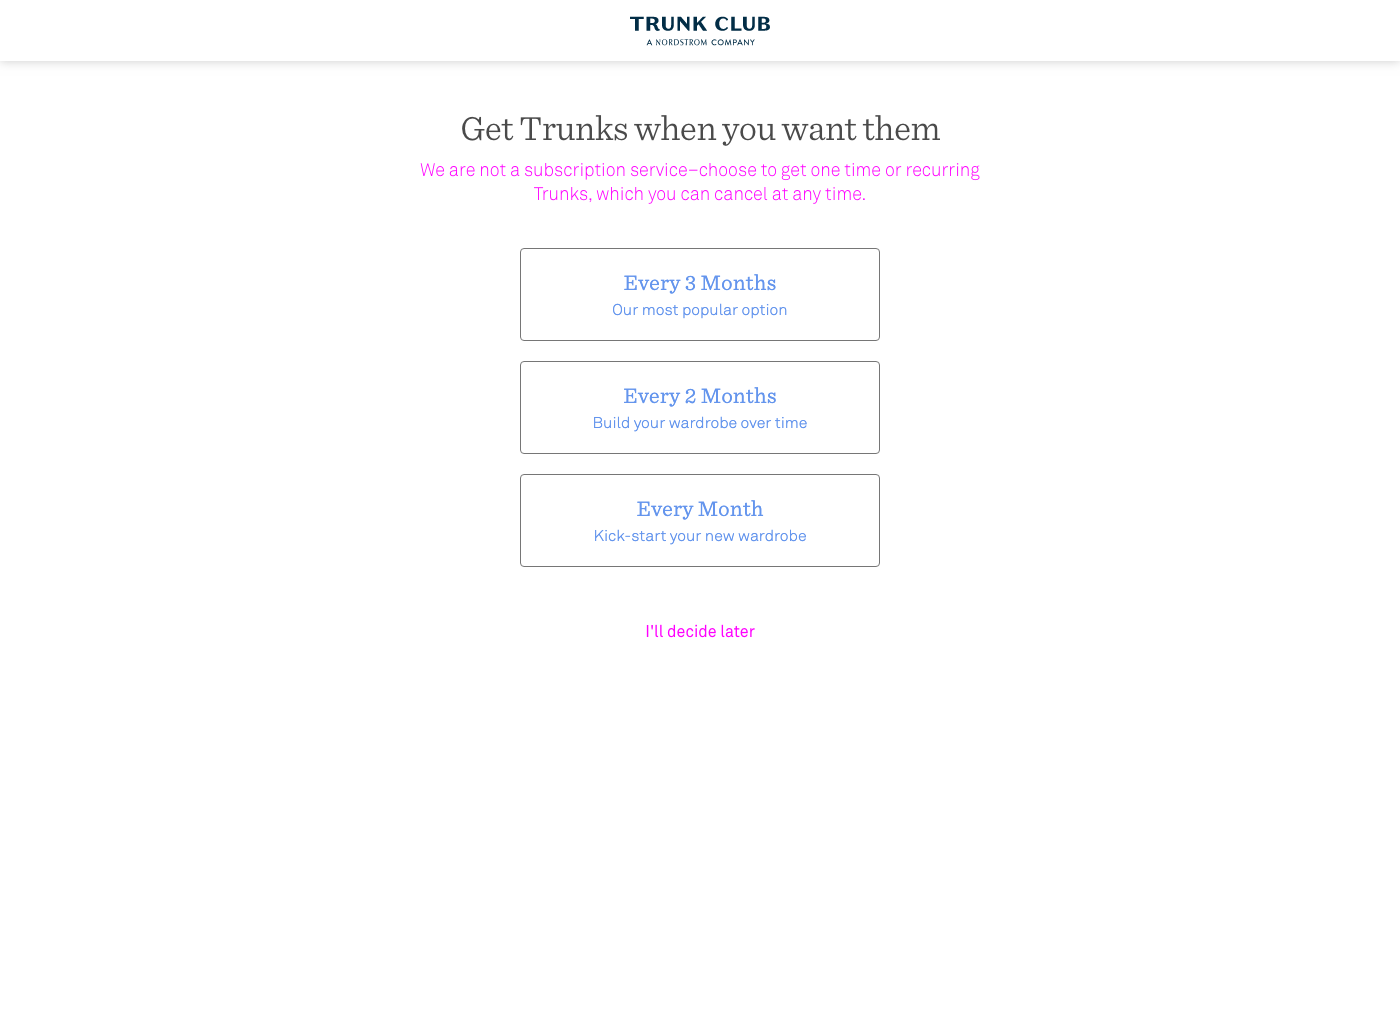 TRUNK CLUB
A NORDSTROM COMPANY
Get Trunks when you want them
We are not a subscription service–choose to get one time or recurring
Trunks, which you can cancel at any time.
Every 3 Months
Our most popular option
Every 2 Months
Build your wardrobe over time
Every Month
Kick-start your new wardrobe
I'll decide later